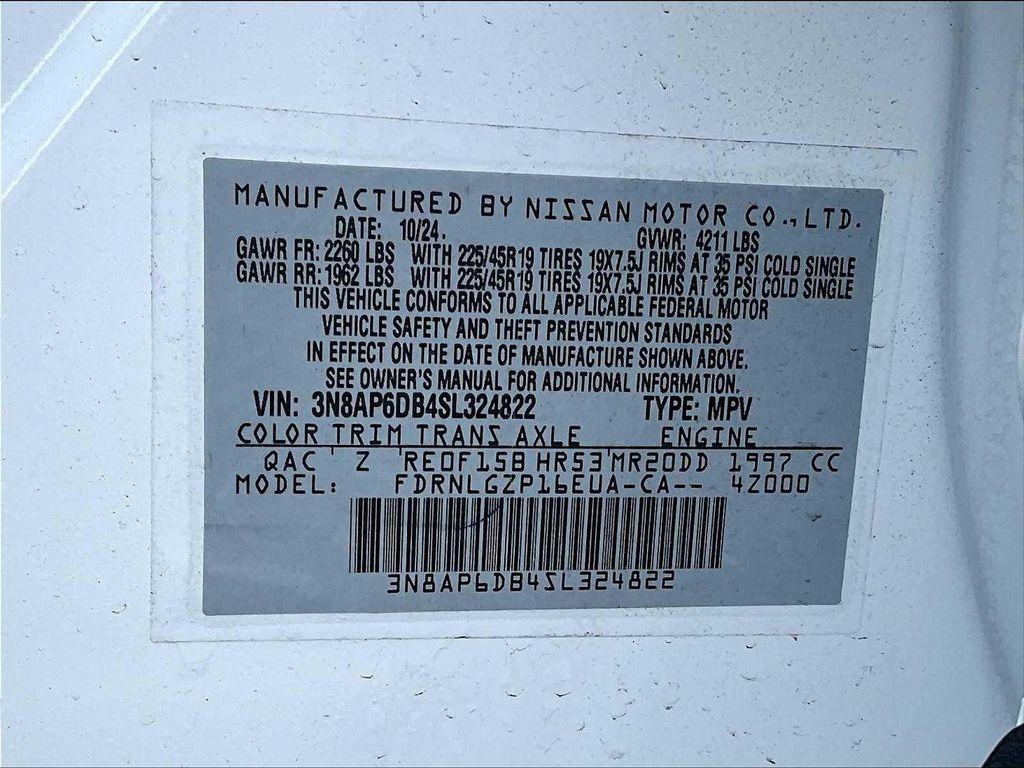 MANUFACTURED BY NISSAN MOTOR CO.,LTD.
DATE: 10/24. GVWR: 4211 LBS
GAWR FR: 2260 LBS WITH 225/45R19 TIRES 19X7.5J RIMS AT 35 PSI COLD SINGLE
GAWR RR: 1962 LBS WITH 225/45R19 TIRES 19X7.5J RIMS AT 35 PSI COLD SINGLE
THIS VEHICLE CONFORMS TO ALL APPLICABLE FEDERAL MOTOR
VEHICLE SAFETY AND THEFT PREVENTION STANDARDS
IN EFFECT ON THE DATE OF MANUFACTURE SHOWN ABOVE.
SEE OWNER'S MANUAL FOR ADDITIONAL INFORMATION.
VIN: 3N8AP6DB4SL324822 TYPE: MPV
COLOR TRIM TRANS AXLE ENGINE
QAC Z RE0F15B HR53 MR20DD 1997 CC
MODEL: FDRNLGZP16EUA-CA-- 4Z000
3N8AP6DB4SL324822